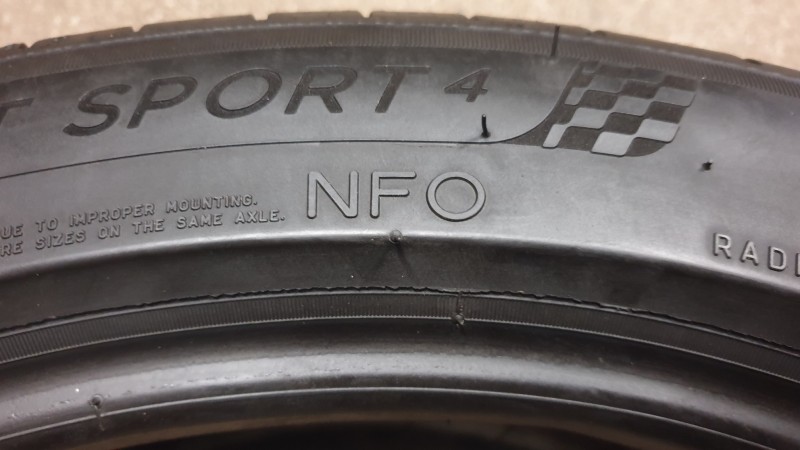 SPORT 4
NFO
UE TO IMPROPER MOUNTING.
RE SIZES ON THE SAME AXLE.
RADI